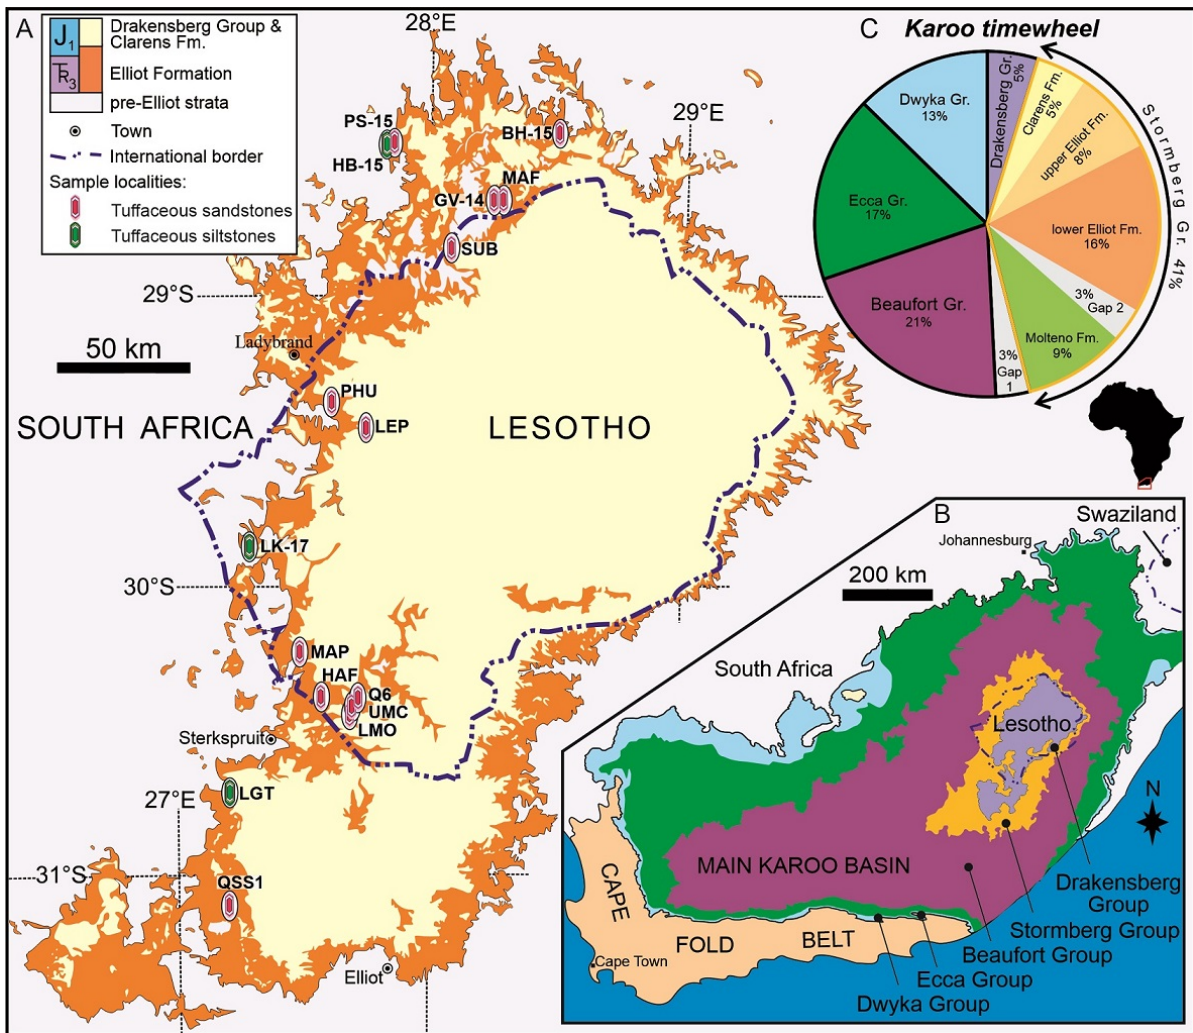 A
J1
TR3
Drakensberg Group &
Clarens Fm.
Elliot Formation
pre-Elliot strata
Town
International border
Sample localities:
Tuffaceous sandstones
Tuffaceous siltstones
28°E
29°E
PS-15
HB-15
BH-15
MAF
GV-14
SUB
29°S
50 km
Ladybrand
PHU
LEP
SOUTH AFRICA
LESOTHO
LK-17
30°S
MAP
HAF
Q6
UMC
LMO
Sterkspruit
LGT
27°E
31°S
QSS1
Elliot
C
Karoo timewheel
Drakensberg Gr.
5%
Clarens Fm.
5%
upper Elliot Fm.
8%
lower Elliot Fm.
16%
3%
Gap 2
Molteno Fm.
9%
3%
Gap
1
Beaufort Gr.
21%
Ecca Gr.
17%
Dwyka Gr.
13%
Stormberg Gr. 41%
B
Swaziland
Johannesburg
200 km
South Africa
Lesotho
N
MAIN KAROO BASIN
CAPE
FOLD
BELT
Cape Town
Drakensberg
Group
Stormberg Group
Beaufort Group
Ecca Group
Dwyka Group